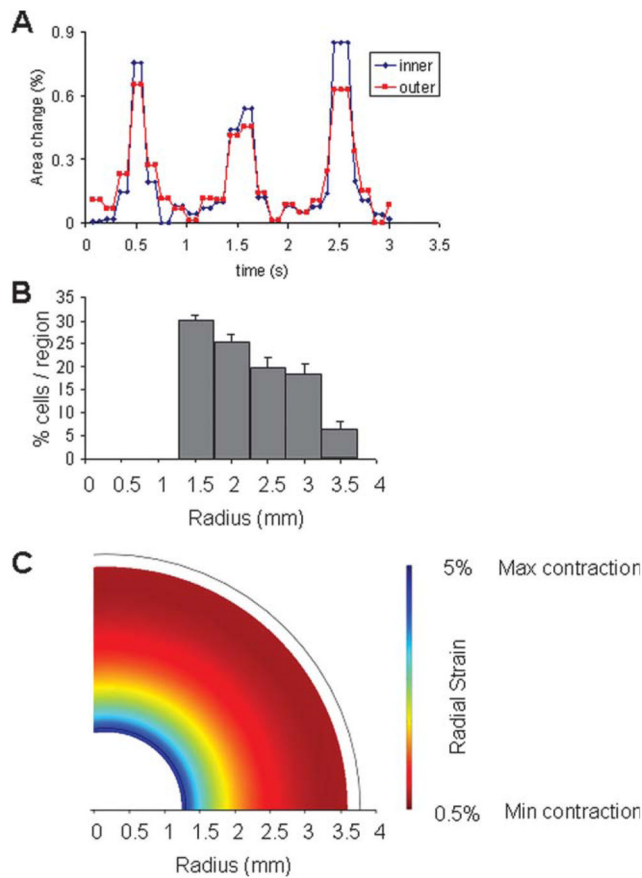 A
Area change (%)
0.9
0.6
0.3
0
inner
outer
0 0.5 1 1.5 2 2.5 3 3.5
time (s)
B
% cells / region
35
30
25
20
15
10
5
0
0 0.5 1 1.5 2 2.5 3 3.5 4
Radius (mm)
C
5% Max contraction
Radial Strain
0.5% Min contraction
0 0.5 1 1.5 2 2.5 3 3.5 4
Radius (mm)